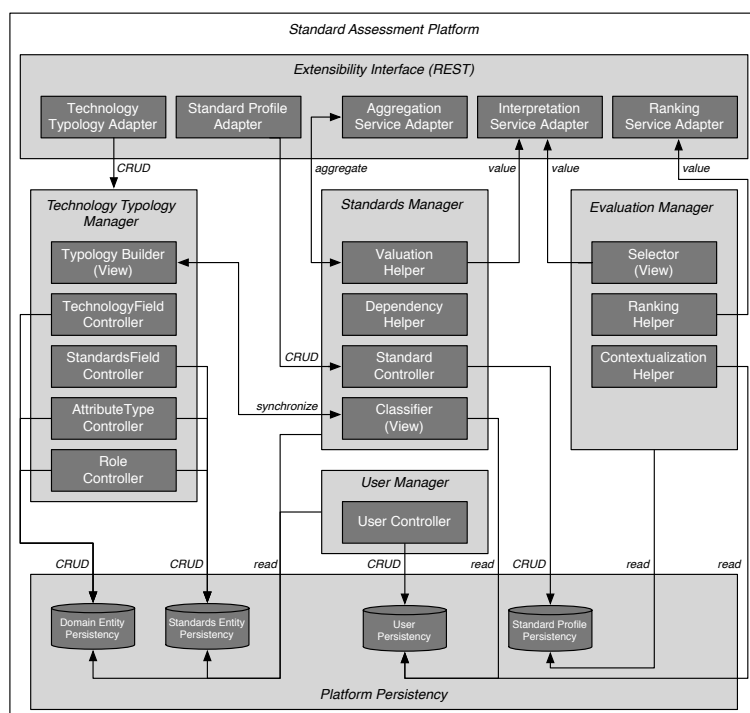 Standard Assessment Platform
Extensibility Interface (REST)
Technology
Typology Adapter
Standard Profile
Adapter
Aggregation
Service Adapter
Interpretation
Service Adapter
Ranking
Service Adapter
CRUD
aggregate
value
value
value
Technology Typology
Manager
Typology Builder
(View)
TechnologyField
Controller
StandardsField
Controller
AttributeType
Controller
Role
Controller
CRUD
synchronize
Standards Manager
Valuation
Helper
Dependency
Helper
Standard
Controller
Classifier
(View)
Evaluation Manager
Selector
(View)
Ranking
Helper
Contextualization
Helper
User Manager
User Controller
CRUD
CRUD
read
CRUD
read
CRUD
read
read
Domain Entity
Persistency
Standards Entity
Persistency
User
Persistency
Standard Profile
Persistency
Platform Persistency